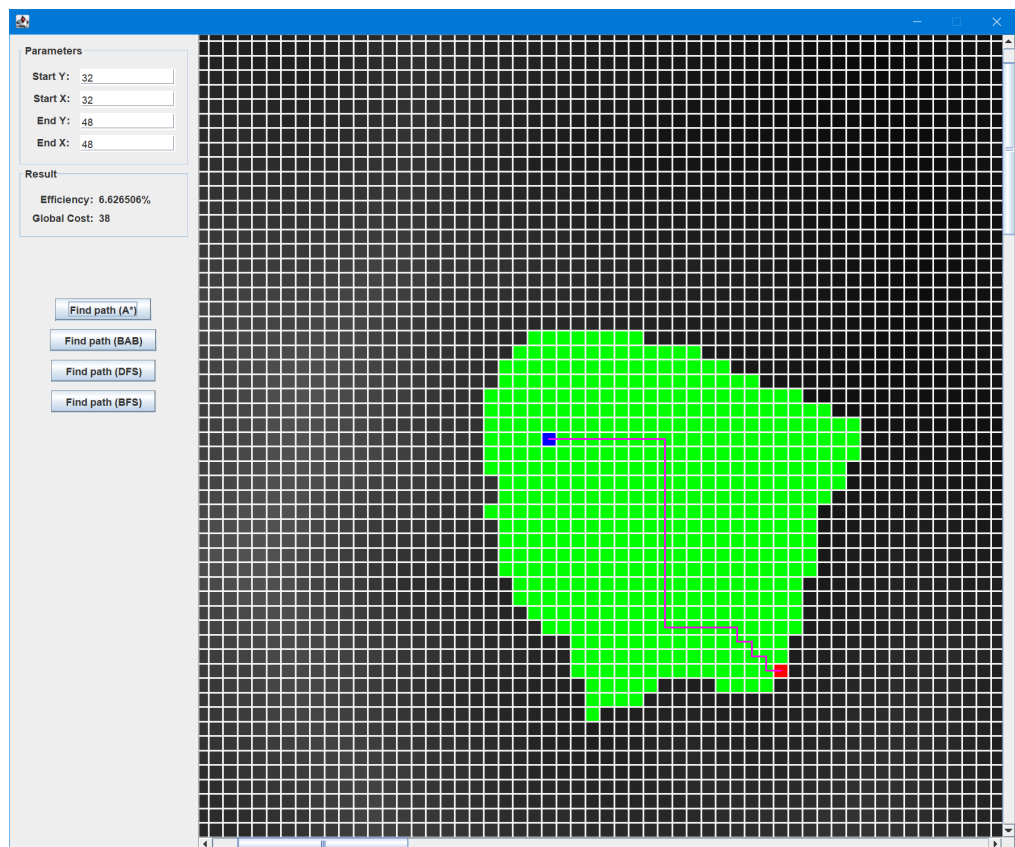 Parameters
Start Y: 32
Start X: 32
End Y: 48
End X: 48
Result
Efficiency: 6.626506%
Global Cost: 38
Find path (A*)
Find path (BAB)
Find path (DFS)
Find path (BFS)